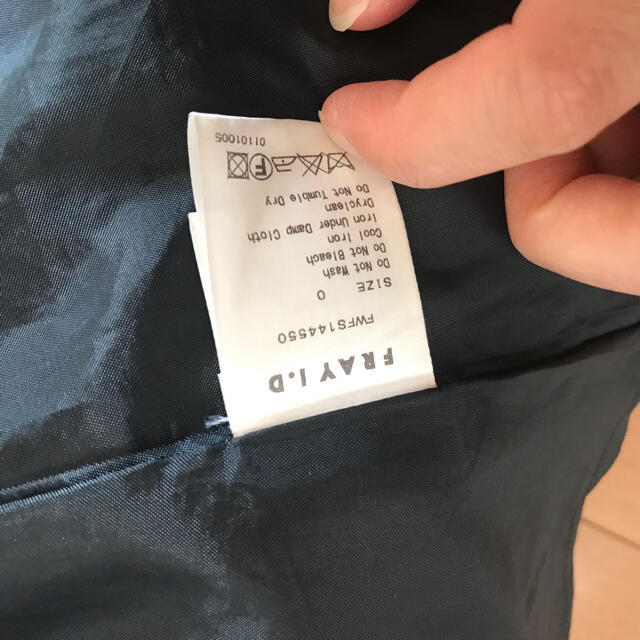 FRAY I.D
FWFS144550
SIZE 0
Do Not Wash
Do Not Bleach
Cool Iron
Iron Under Damp Cloth
Dryclean
Do Not Tumble Dry
F
01101005